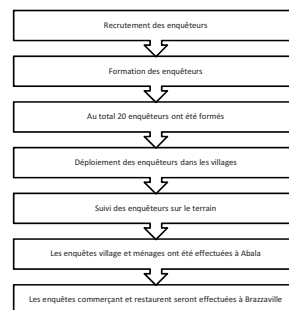 Recrutement des enquêteurs
Formation des enquêteurs
Au total 20 enquêteurs ont été formés
Déploiement des enquêteurs dans les villages
Suivi des enquêteurs sur le terrain
Les enquêtes village et ménages ont été effectuées à Abala
Les enquêtes commerçant et restaurent seront effectuées à Brazzaville